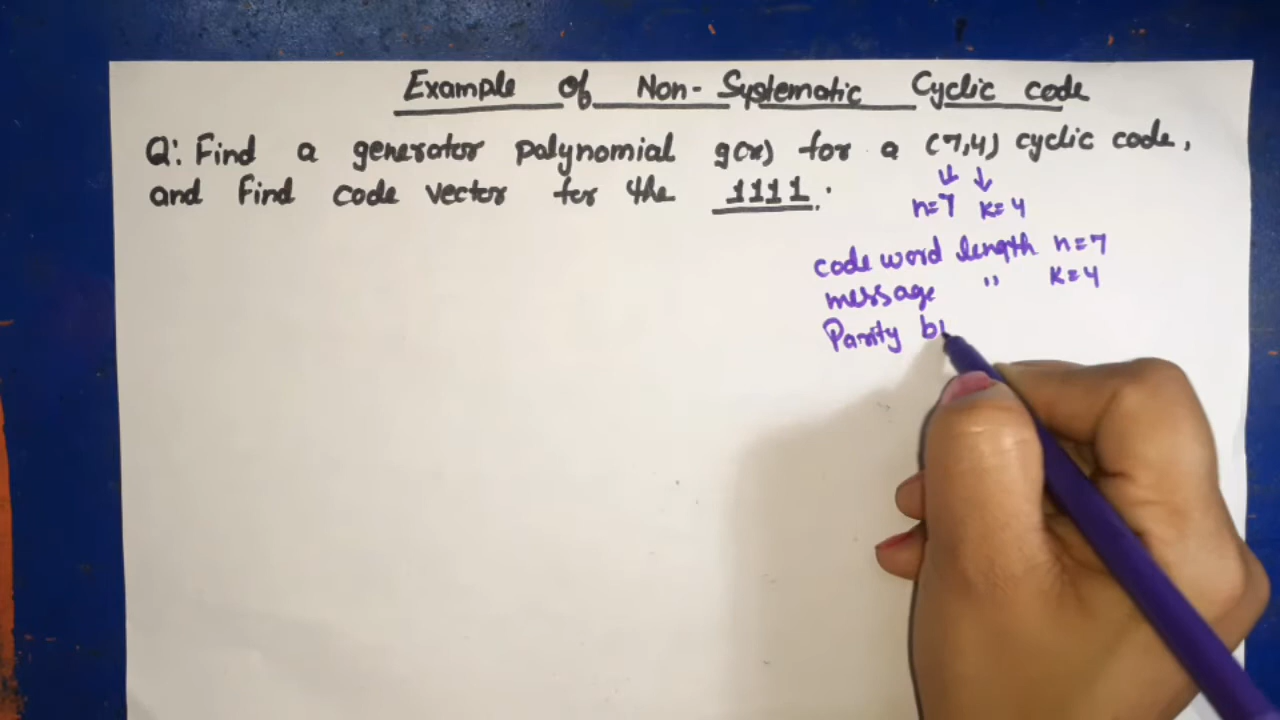 Example of Non-Systematic Cyclic code
Q: Find a generator polynomial g(x) for a (7,4) cyclic code,
and find code vector for the 1111.
n=7 k=4
code word length n=7
message " k=4
Parity bi